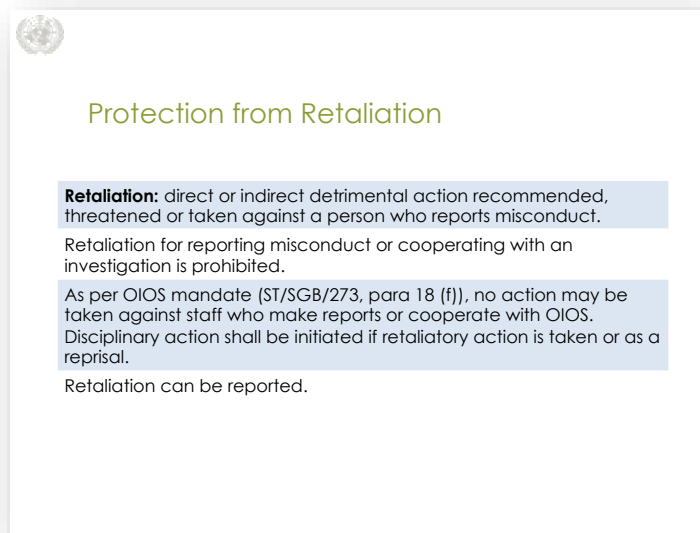 Protection from Retaliation
Retaliation: direct or indirect detrimental action recommended,
threatened or taken against a person who reports misconduct.
Retaliation for reporting misconduct or cooperating with an
investigation is prohibited.
As per OIOS mandate (ST/SGB/273, para 18 (f)), no action may be
taken against staff who make reports or cooperate with OIOS.
Disciplinary action shall be initiated if retaliatory action is taken or as a
reprisal.
Retaliation can be reported.